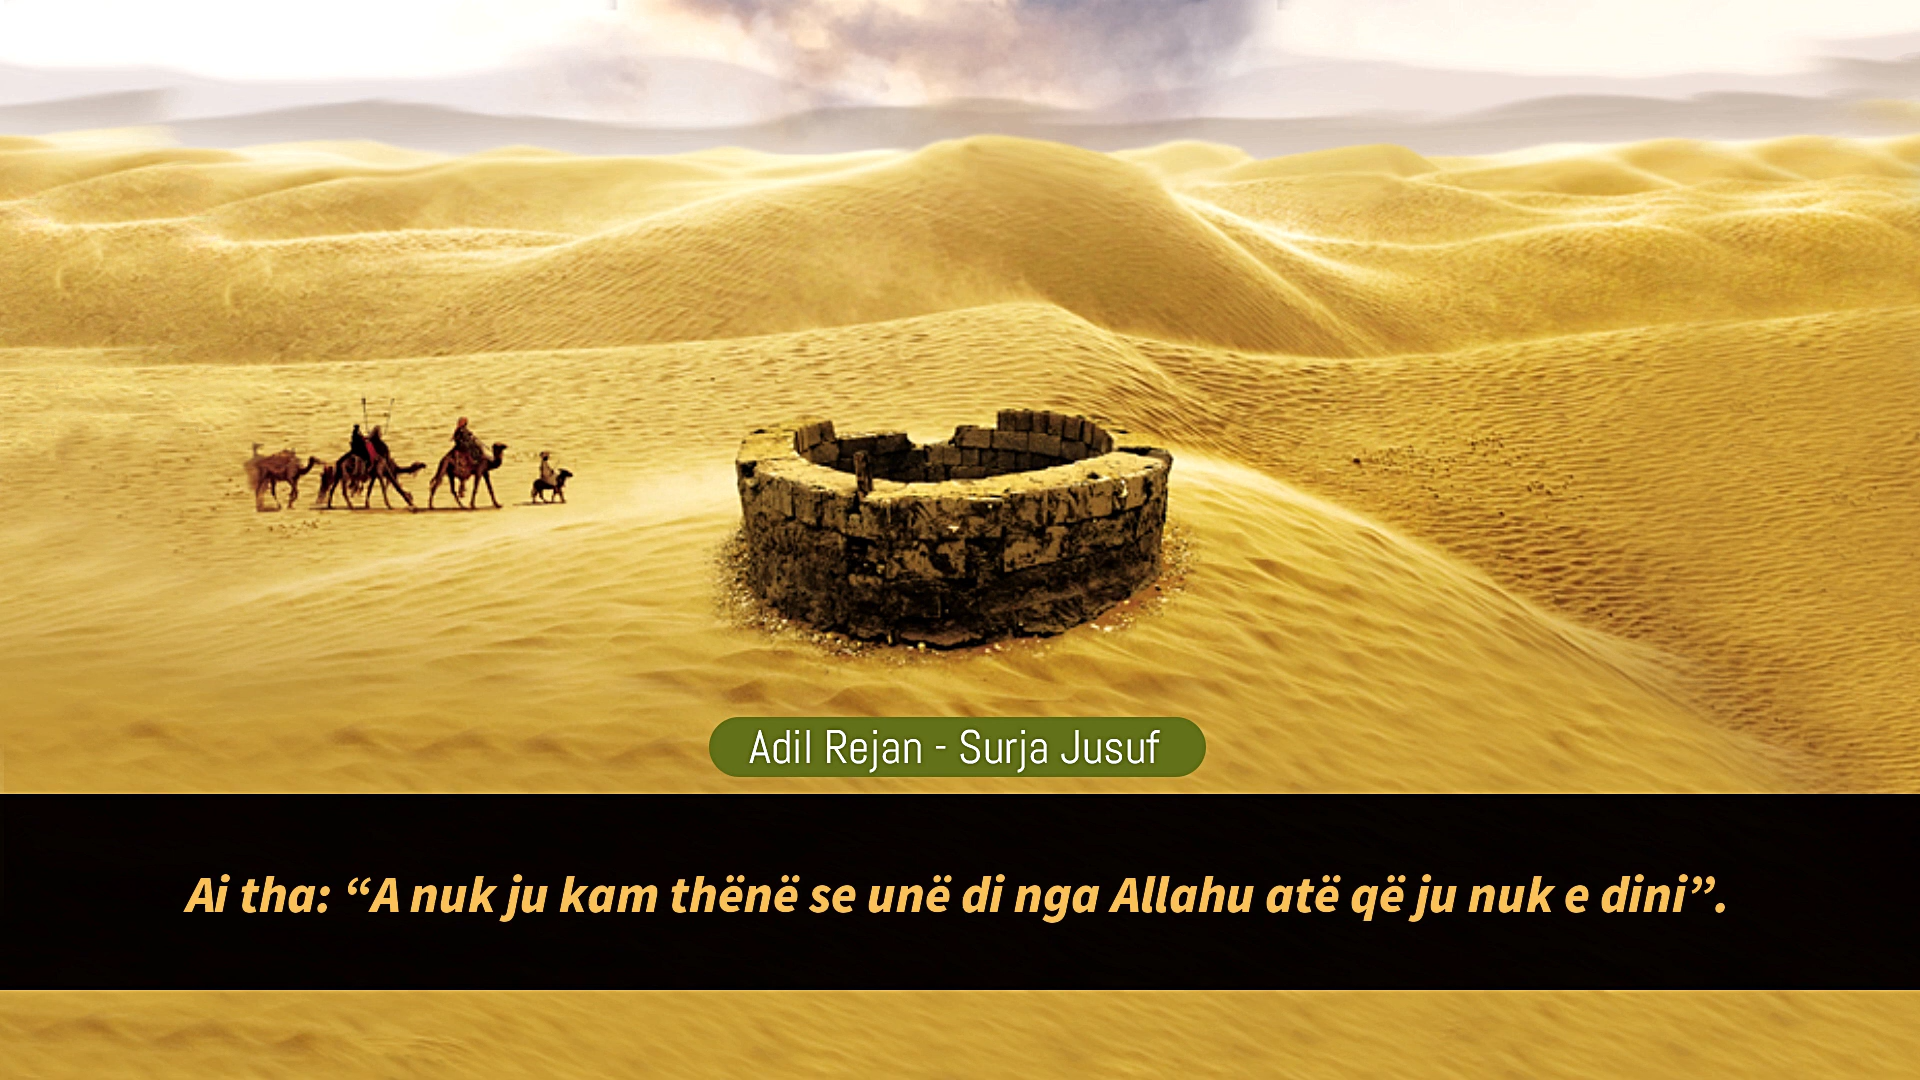 Adil Rejan - Surja Jusuf
Ai tha: “A nuk ju kam thënë se unë di nga Allahu atë që ju nuk e dini”.